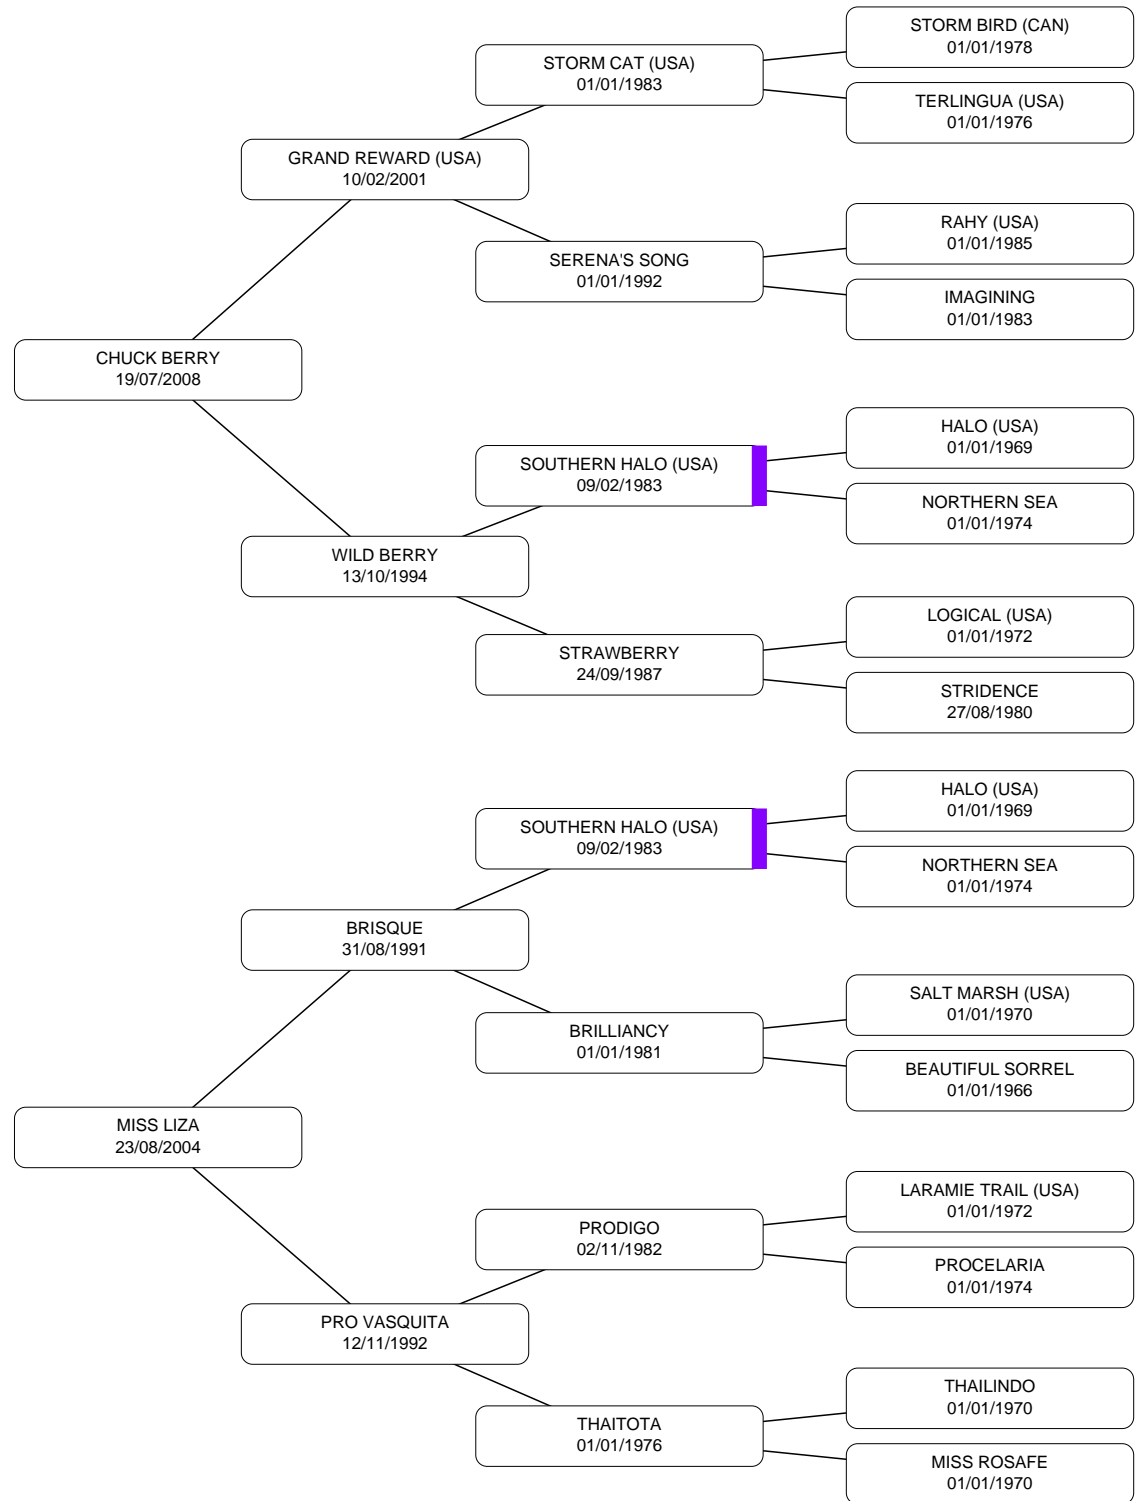 STORM BIRD (CAN)
01/01/1978
STORM CAT (USA)
01/01/1983
TERLINGUA (USA)
01/01/1976
GRAND REWARD (USA)
10/02/2001
RAHY (USA)
01/01/1985
SERENA'S SONG
01/01/1992
IMAGINING
01/01/1983
CHUCK BERRY
19/07/2008
HALO (USA)
01/01/1969
SOUTHERN HALO (USA)
09/02/1983
NORTHERN SEA
01/01/1974
WILD BERRY
13/10/1994
LOGICAL (USA)
01/01/1972
STRAWBERRY
24/09/1987
STRIDENCE
27/08/1980
HALO (USA)
01/01/1969
SOUTHERN HALO (USA)
09/02/1983
NORTHERN SEA
01/01/1974
BRISQUE
31/08/1991
SALT MARSH (USA)
01/01/1970
BRILLIANCY
01/01/1981
BEAUTIFUL SORREL
01/01/1966
MISS LIZA
23/08/2004
LARAMIE TRAIL (USA)
01/01/1972
PRODIGO
02/11/1982
PROCELARIA
01/01/1974
PRO VASQUITA
12/11/1992
THAILINDO
01/01/1970
THAITOTA
01/01/1976
MISS ROSAFE
01/01/1970